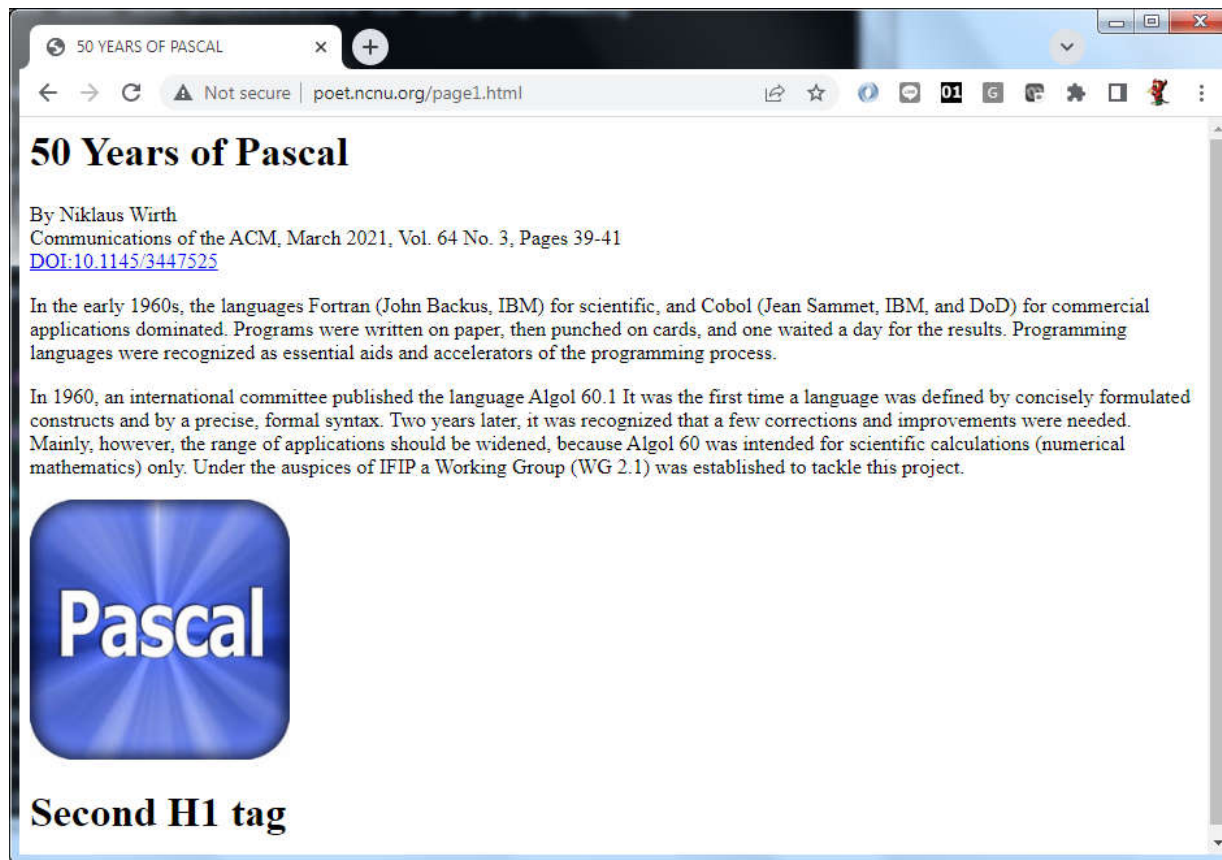 50 YEARS OF PASCAL
Not secure | poet.ncnu.org/page1.html
01
G
50 Years of Pascal
By Niklaus Wirth
Communications of the ACM, March 2021, Vol. 64 No. 3, Pages 39-41
DOI:10.1145/3447525
In the early 1960s, the languages Fortran (John Backus, IBM) for scientific, and Cobol (Jean Sammet, IBM, and DoD) for commercial
applications dominated. Programs were written on paper, then punched on cards, and one waited a day for the results. Programming
languages were recognized as essential aids and accelerators of the programming process.
In 1960, an international committee published the language Algol 60.1 It was the first time a language was defined by concisely formulated
constructs and by a precise, formal syntax. Two years later, it was recognized that a few corrections and improvements were needed.
Mainly, however, the range of applications should be widened, because Algol 60 was intended for scientific calculations (numerical
mathematics) only. Under the auspices of IFIP a Working Group (WG 2.1) was established to tackle this project.
Pascal
Second H1 tag